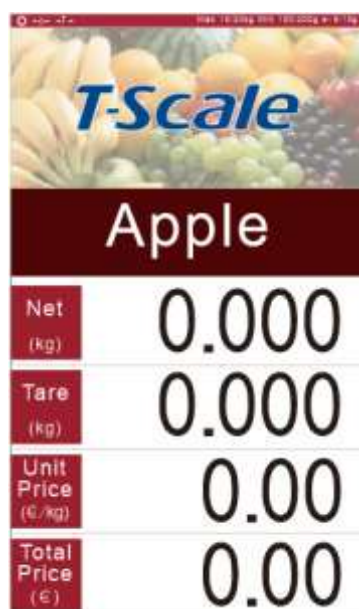 T-Scale
Apple
Net
(kg)
0.000
Tare
(kg)
0.000
Unit
Price
(€/kg)
0.00
Total
Price
(€)
0.00